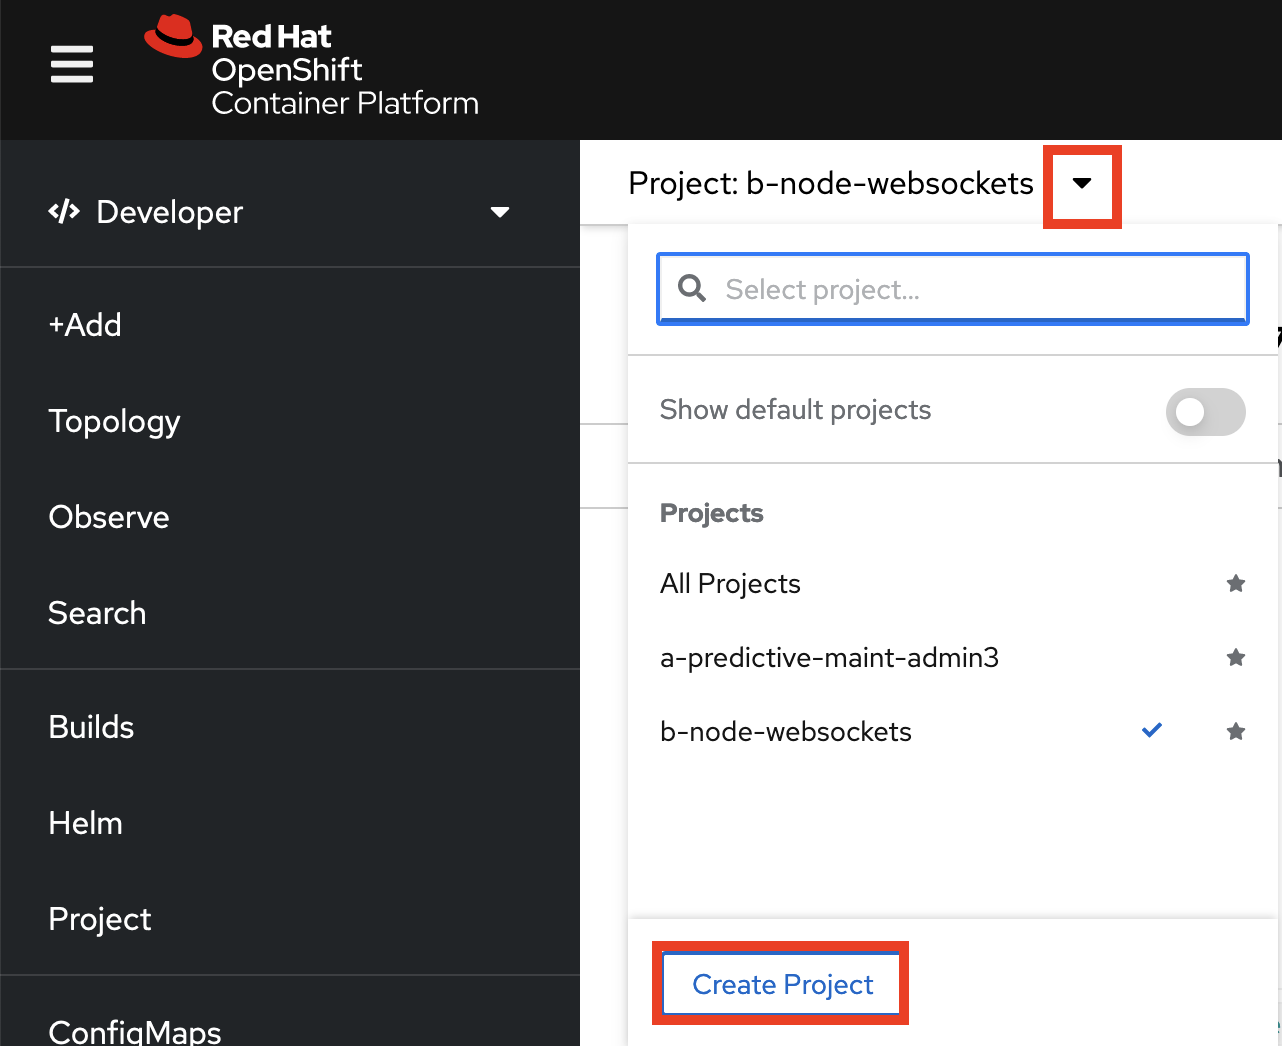 Red Hat
OpenShift
Container Platform
Developer
+Add
Topology
Observe
Search
Builds
Helm
Project
ConfigMaps
Project: b-node-websockets
Select project...
Show default projects
Projects
All Projects
a-predictive-maint-admin3
b-node-websockets
Create Project